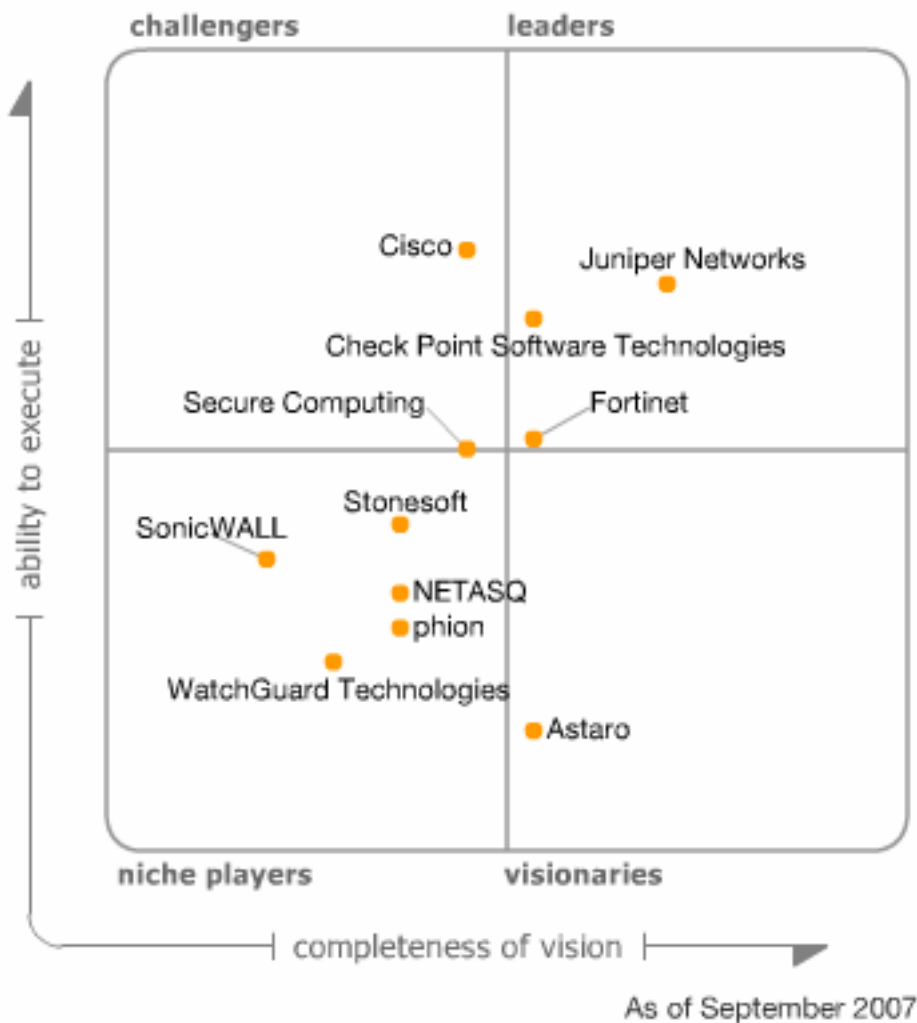 challengers
leaders
Cisco
Juniper Networks
Check Point Software Technologies
Secure Computing
Fortinet
ability to execute
Stonesoft
SonicWALL
NETASQ
phion
WatchGuard Technologies
Astaro
niche players
visionaries
completeness of vision
As of September 2007